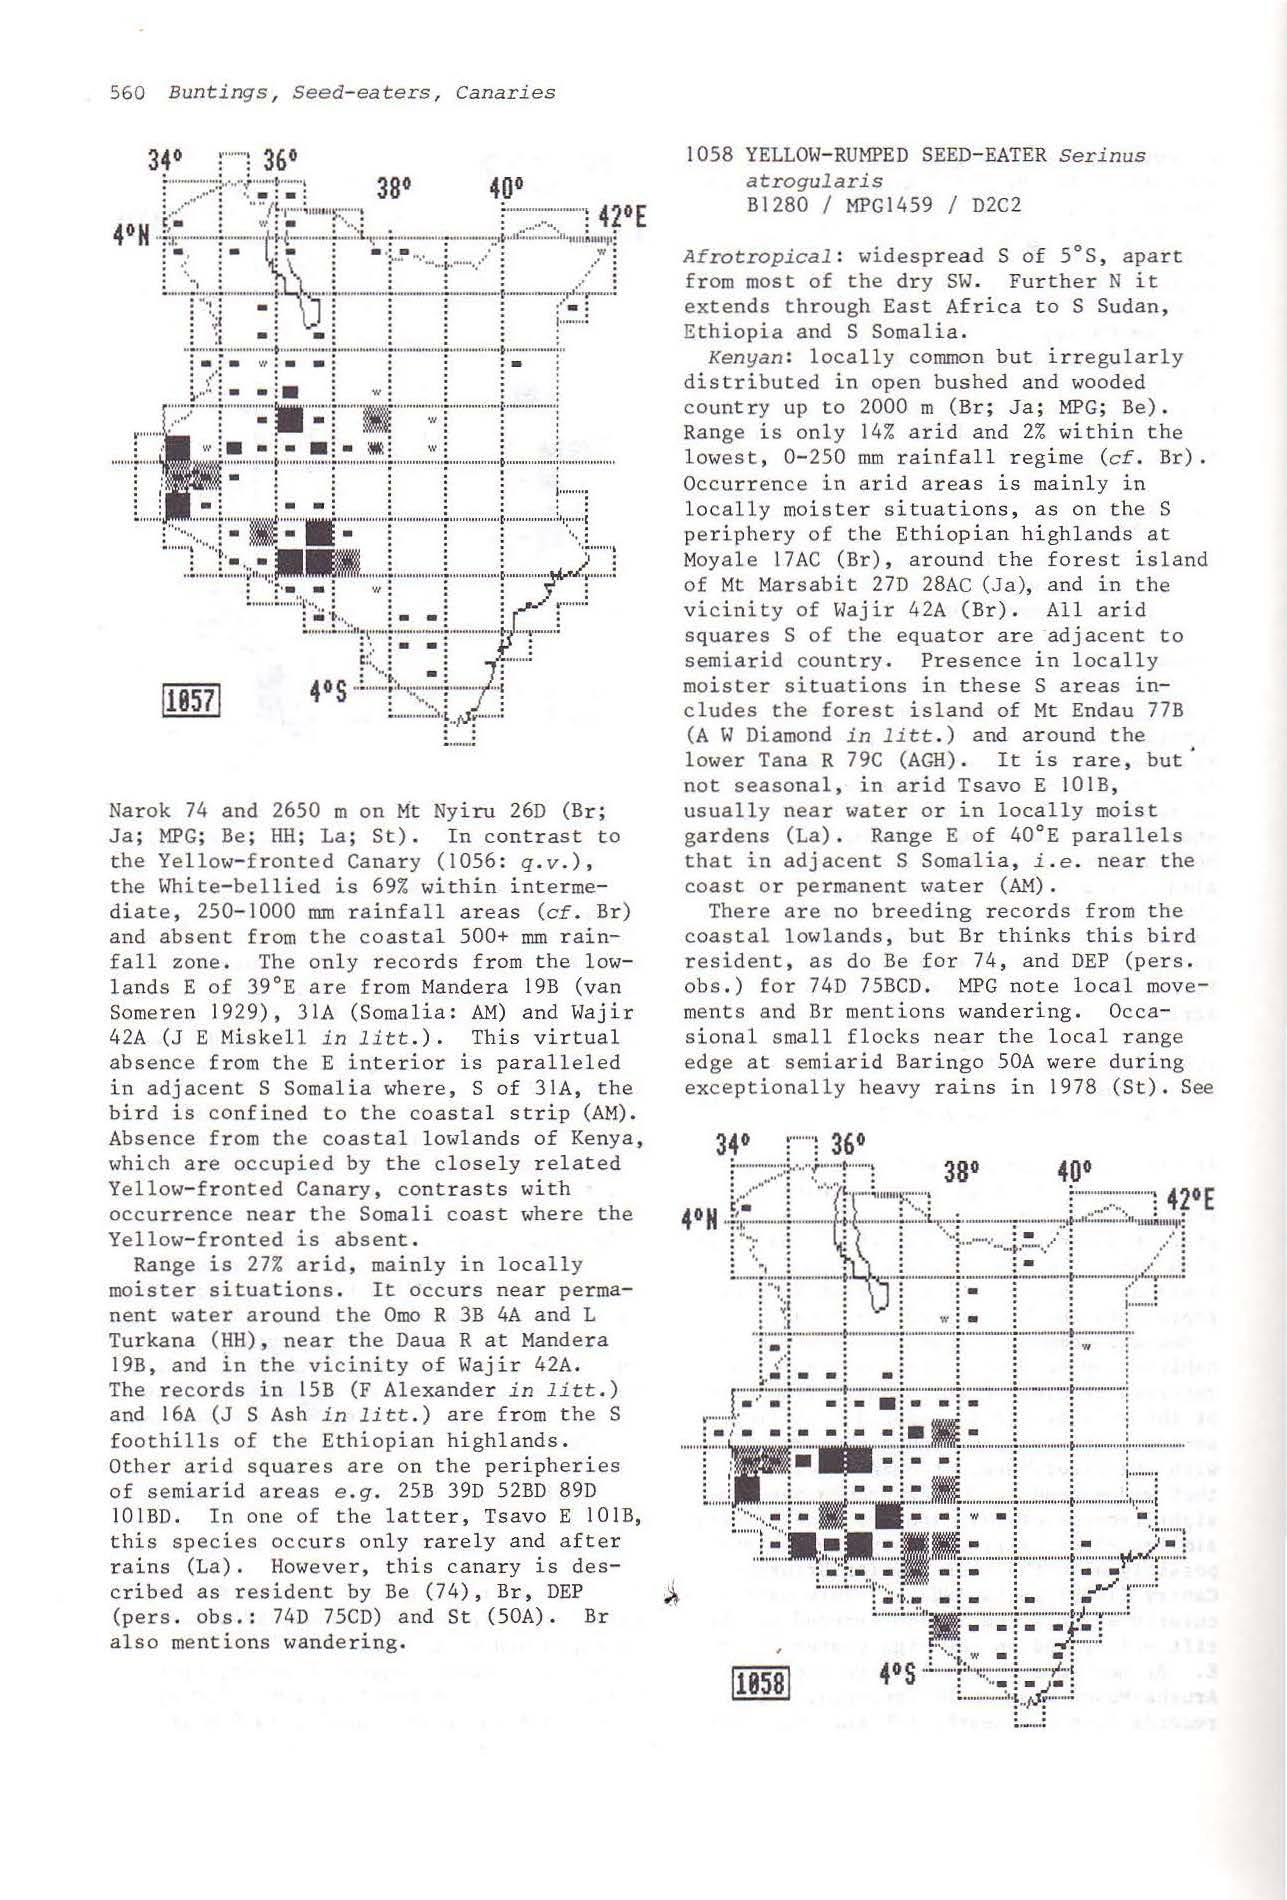 560 Buntings, Seed-eaters, Canaries
34° 36°
38° 40°
42°E
4°N
4°S
1057
Narok 74 and 2650 m on Mt Nyiru 26D (Br;
Ja; MPG; Be; HH; La; St). In contrast to
the Yellow-fronted Canary (1056: q.v.),
the White-bellied is 69% within interme-
diate, 250-1000 mm rainfall areas (cf. Br)
and absent from the coastal 500+ mm rain-
fall zone. The only records from the low-
lands E of 39°E are from Mandera 19B (van
Someren 1929), 31A (Somalia: AM) and Wajir
42A (J E Miskell in litt.). This virtual
absence from the E interior is paralleled
in adjacent S Somalia where, S of 31A, the
bird is confined to the coastal strip (AM).
Absence from the coastal lowlands of Kenya,
which are occupied by the closely related
Yellow-fronted Canary, contrasts with
occurrence near the Somali coast where the
Yellow-fronted is absent.
Range is 27% arid, mainly in locally
moister situations. It occurs near perma-
nent water around the Omo R 3B 4A and L
Turkana (HH), near the Daua R at Mandera
19B, and in the vicinity of Wajir 42A.
The records in 15B (F Alexander in litt.)
and 16A (J S Ash in litt.) are from the S
foothills of the Ethiopian highlands.
Other arid squares are on the peripheries
of semiarid areas e.g. 25B 39D 52BD 89D
101BD. In one of the latter, Tsavo E 101B,
this species occurs only rarely and after
rains (La). However, this canary is des-
cribed as resident by Be (74), Br, DEP
(pers. obs.: 74D 75CD) and St (50A). Br
also mentions wandering.
1058 YELLOW-RUMPED SEED-EATER Serinus
atrogularis
B1280 / MPG1459 / D2C2
Afrotropical: widespread S of 5°S, apart
from most of the dry SW. Further N it
extends through East Africa to S Sudan,
Ethiopia and S Somalia.
Kenyan: locally common but irregularly
distributed in open bushed and wooded
country up to 2000 m (Br; Ja; MPG; Be).
Range is only 14% arid and 2% within the
lowest, 0-250 mm rainfall regime (cf. Br).
Occurrence in arid areas is mainly in
locally moister situations, as on the S
periphery of the Ethiopian highlands at
Moyale 17AC (Br), around the forest island
of Mt Marsabit 27D 28AC (Ja), and in the
vicinity of Wajir 42A (Br). All arid
squares S of the equator are adjacent to
semiarid country. Presence in locally
moister situations in these S areas in-
cludes the forest island of Mt Endau 77B
(A W Diamond in litt.) and around the
lower Tana R 79C (AGH). It is rare, but
not seasonal, in arid Tsavo E 101B,
usually near water or in locally moist
gardens (La). Range E of 40°E parallels
that in adjacent S Somalia, i.e. near the
coast or permanent water (AM).
There are no breeding records from the
coastal lowlands, but Br thinks this bird
resident, as do Be for 74, and DEP (pers.
obs.) for 74D 75BCD. MPG note local move-
ments and Br mentions wandering. Occa-
sional small flocks near the local range
edge at semiarid Baringo 50A were during
exceptionally heavy rains in 1978 (St). See
34° 36°
38° 40°
42°E
4°N
4°S
1058